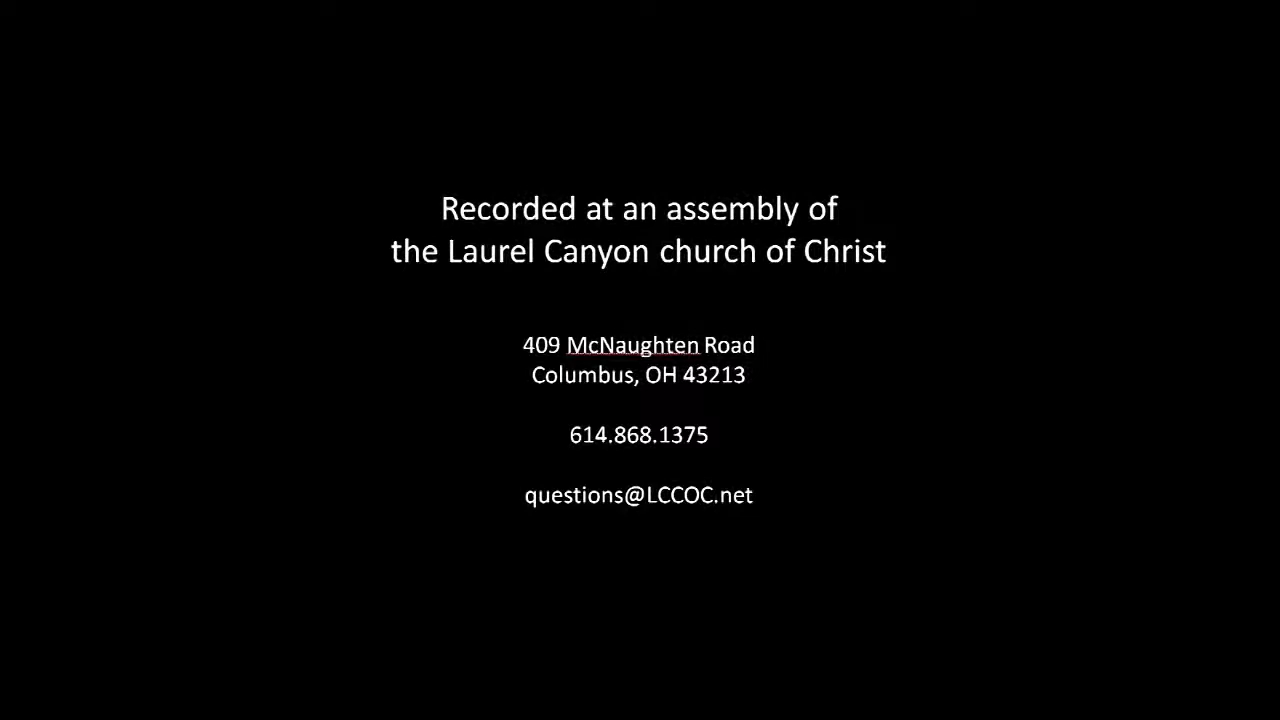 Recorded at an assembly of
the Laurel Canyon church of Christ
409 McNaughten Road
Columbus, OH 43213
614.868.1375
questions@LCCOC.net